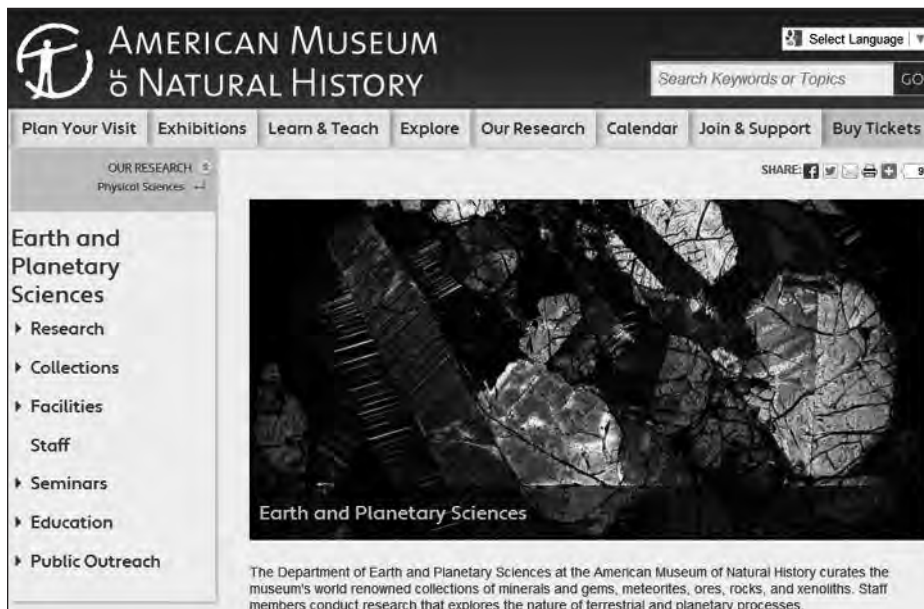 AMERICAN MUSEUM
OF NATURAL HISTORY
Select Language
Search Keywords or Topics
GO
Plan Your Visit
Exhibitions
Learn & Teach
Explore
Our Research
Calendar
Join & Support
Buy Tickets
OUR RESEARCH
Physical Sciences
SHARE:
9
Earth and
Planetary
Sciences
Research
Collections
Facilities
Staff
Seminars
Education
Public Outreach
Earth and Planetary Sciences
The Department of Earth and Planetary Sciences at the American Museum of Natural History curates the
museum's world renowned collections of minerals and gems, meteorites, ores, rocks, and xenoliths. Staff
members conduct research that explores the nature of terrestrial and planetary processes.